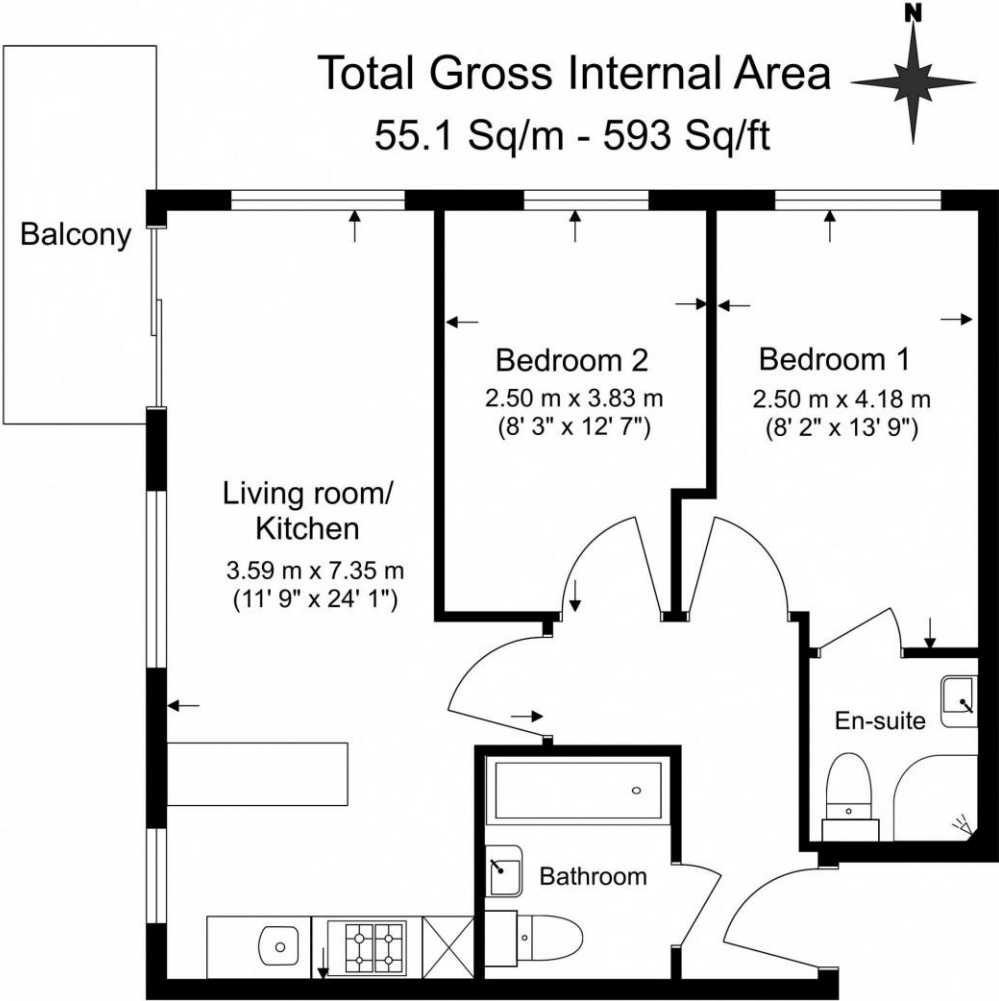 N
Total Gross Internal Area
55.1 Sq/m - 593 Sq/ft
Balcony
Bedroom 2
2.50 m x 3.83 m
(8' 3" x 12' 7")
Bedroom 1
2.50 m x 4.18 m
(8' 2" x 13' 9")
Living room/
Kitchen
3.59 m x 7.35 m
(11' 9" x 24' 1")
En-suite
Bathroom